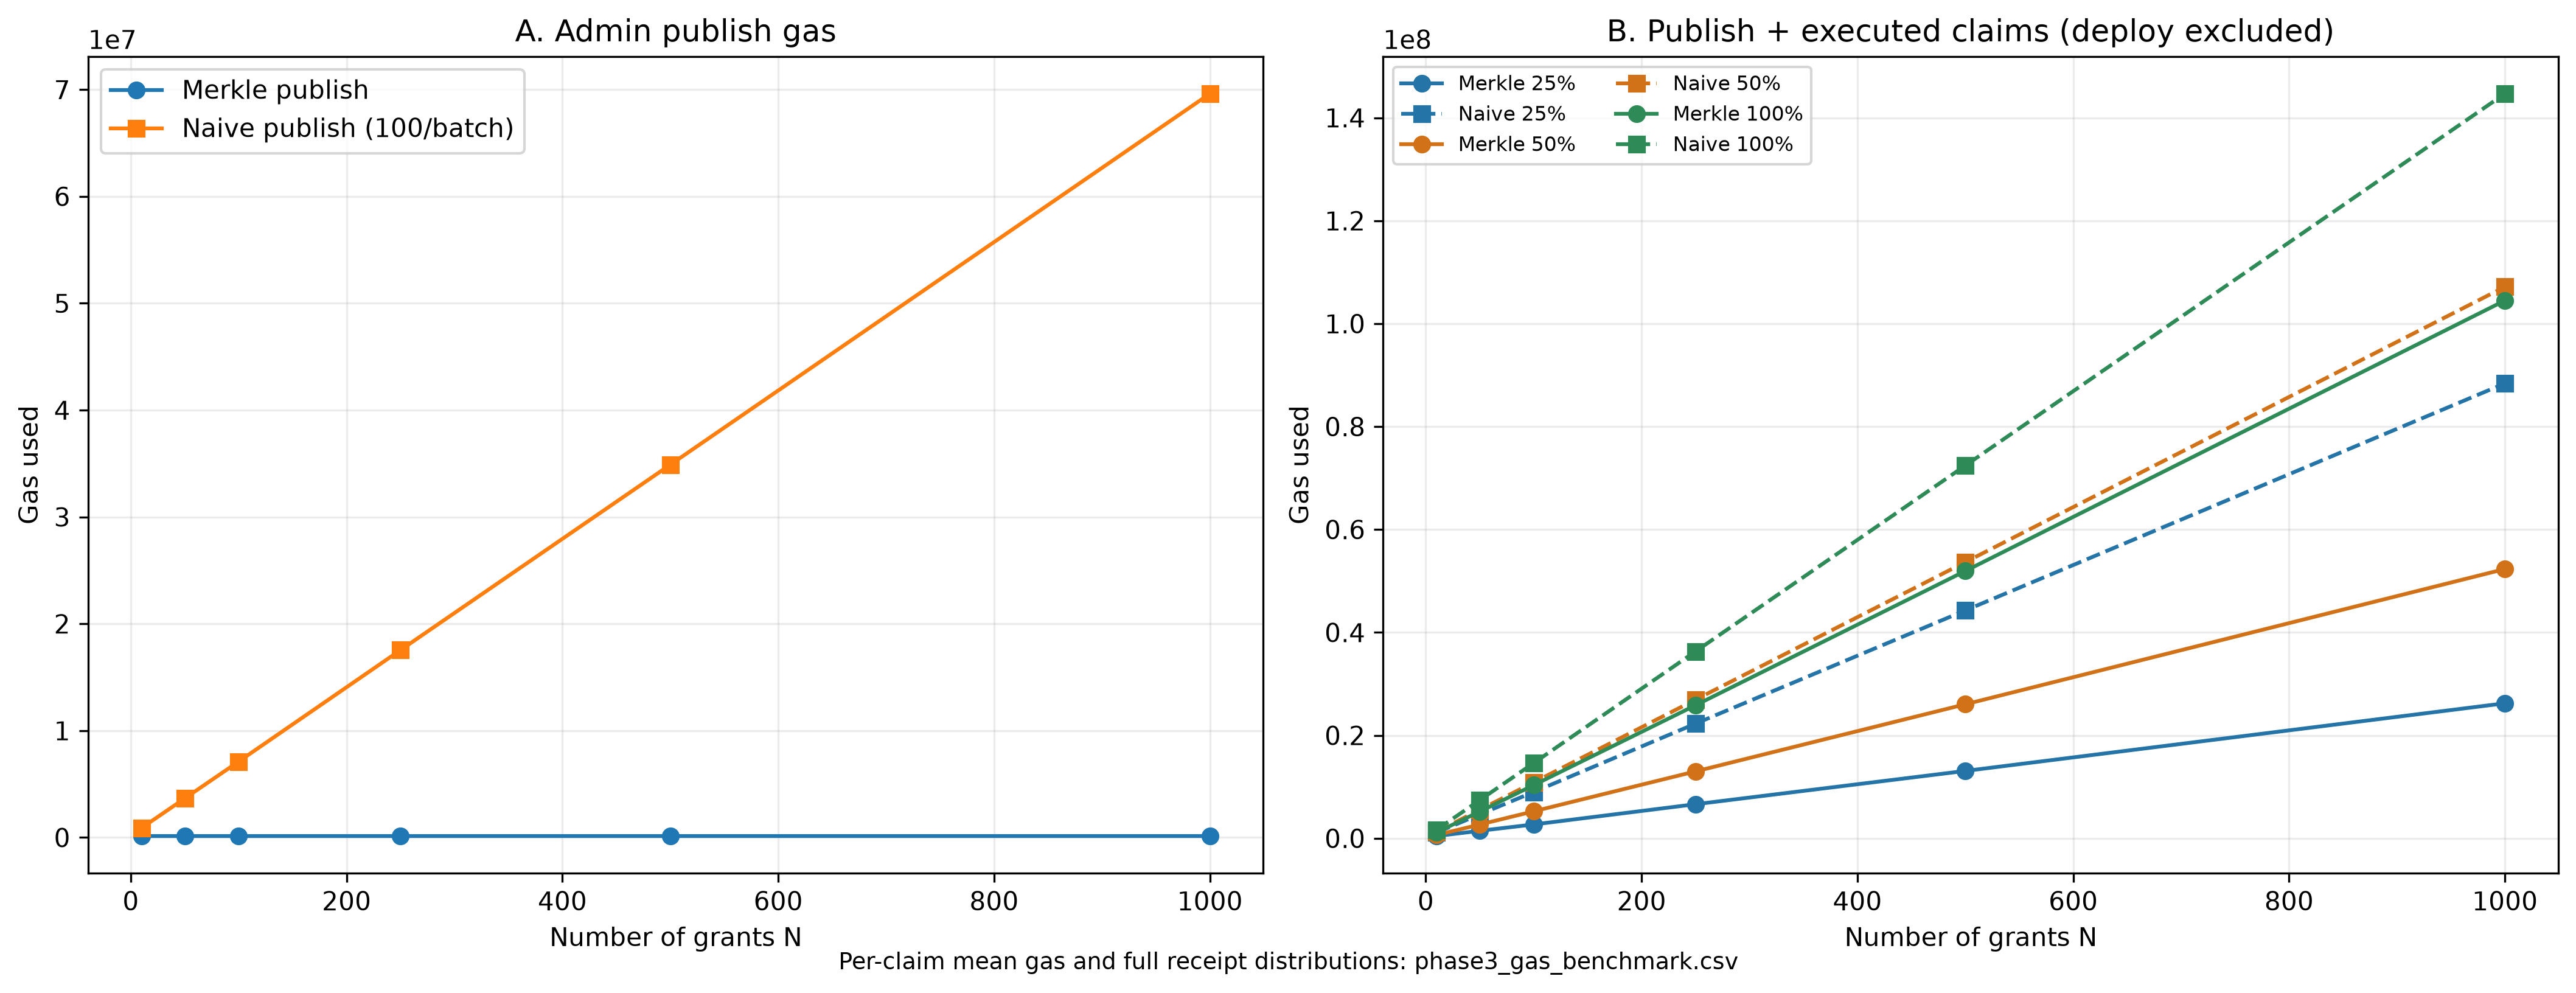 A. Admin publish gas
1e7
Merkle publish
Naive publish (100/batch)
7
6
5
4
3
2
1
0
Gas used
0 200 400 600 800 1000
Number of grants N
B. Publish + executed claims (deploy excluded)
1e8
Merkle 25%
Naive 25%
Merkle 50%
Naive 50%
Merkle 100%
Naive 100%
1.4
1.2
1.0
0.8
0.6
0.4
0.2
0.0
Gas used
0 200 400 600 800 1000
Number of grants N
Per-claim mean gas and full receipt distributions: phase3_gas_benchmark.csv